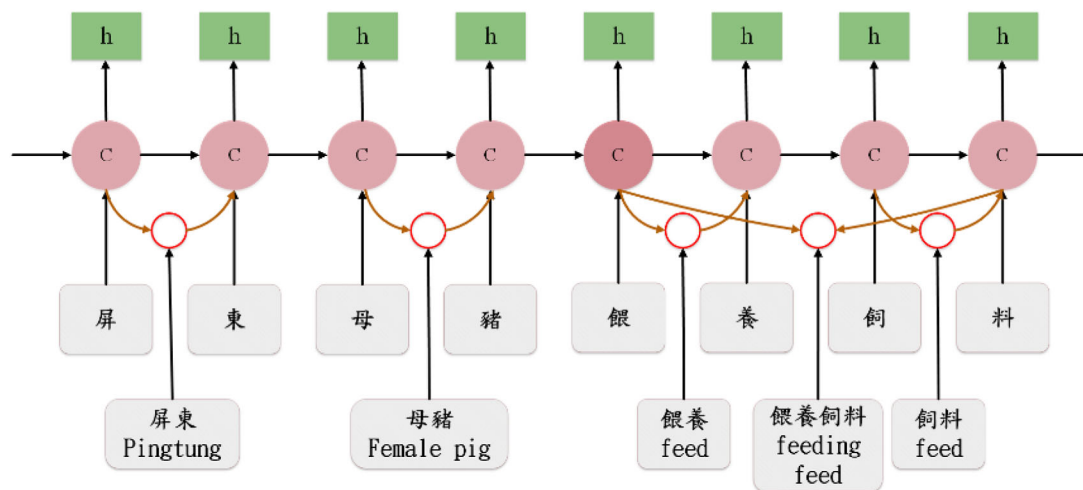 h h h h h h h h
C C C C C C C C
屏 東 母 豬 餵 養 飼 料
屏東
Pingtung
母豬
Female pig
餵養
feed
餵養飼料
feeding
feed
飼料
feed